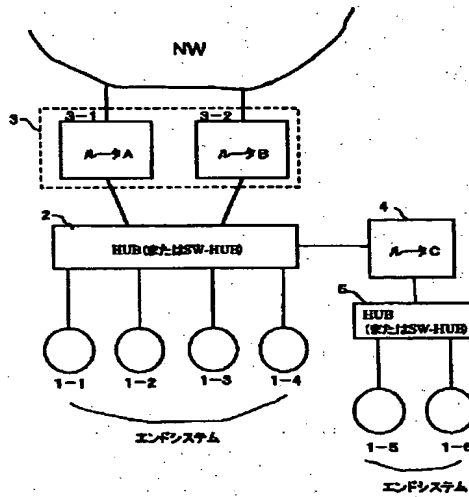 NW
3
3-1
3-2
ルータA
ルータB
2
4
HUB(またはSW-HUB)
ルータC
5
HUB
(またはSW-HUB)
1-1
1-2
1-3
1-4
エンドシステム
1-5
1-6
エンドシステム